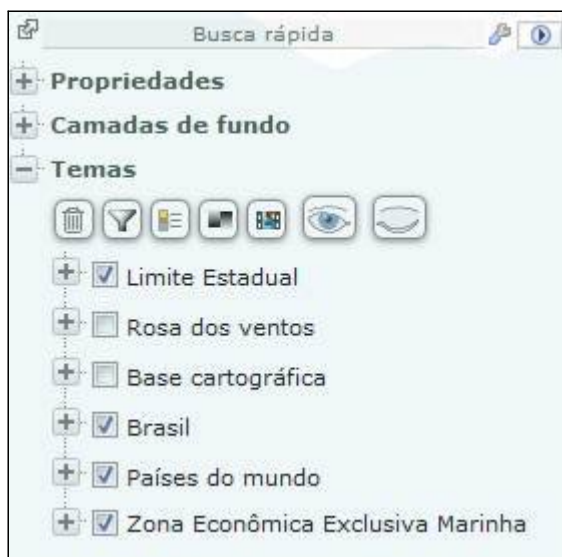 Busca rápida
Propriedades
Camadas de fundo
Temas
Limite Estadual
Rosa dos ventos
Base cartográfica
Brasil
Países do mundo
Zona Econômica Exclusiva Marinha